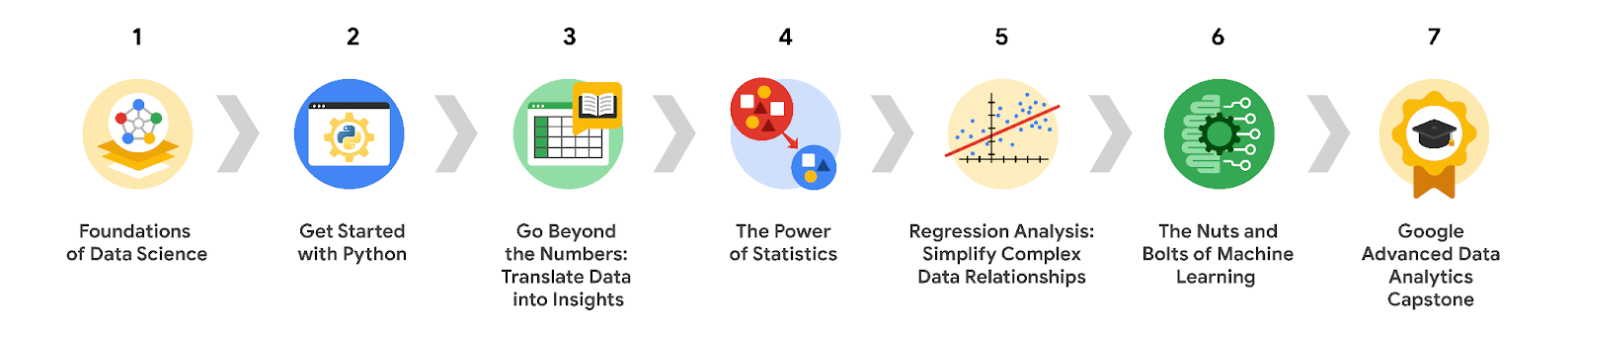 1
Foundations
of Data Science
2
Get Started
with Python
3
Go Beyond
the Numbers:
Translate Data
into Insights
4
The Power
of Statistics
5
Regression Analysis:
Simplify Complex
Data Relationships
6
The Nuts and
Bolts of Machine
Learning
7
Google
Advanced Data
Analytics
Capstone